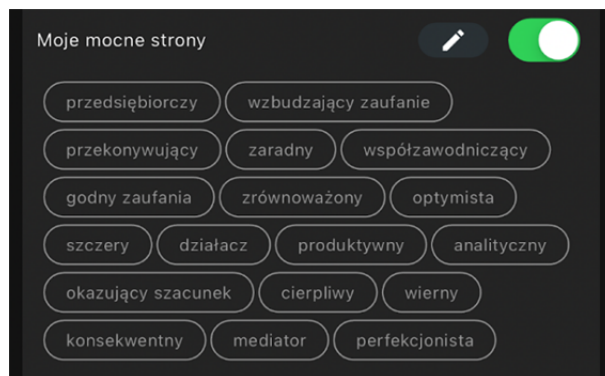 Moje mocne strony
przedsiębiorczy wzbudzający zaufanie
przekonywujący zaradny współzawodniczący
godny zaufania zrównoważony optymista
szczery działacz produktywny analityczny
okazujący szacunek cierpliwy wierny
konsekwentny mediator perfekcjonista